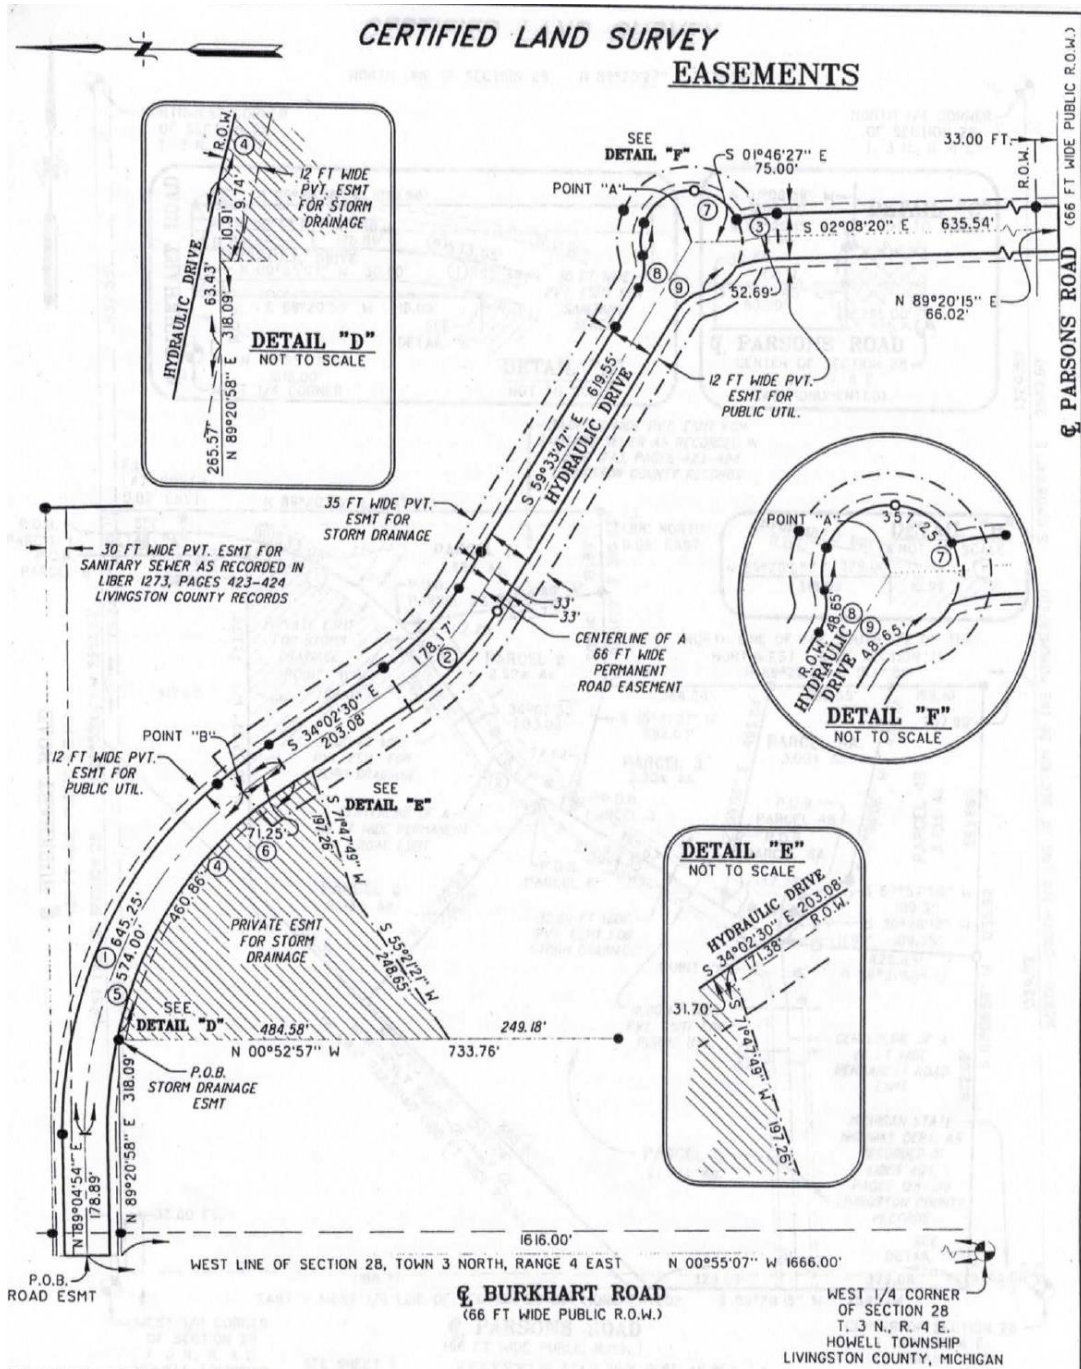 CERTIFIED LAND SURVEY
EASEMENTS
N
33.00 FT.
R.O.W.
℄ PARSONS ROAD
(66 FT WIDE PUBLIC R.O.W.)
SEE
DETAIL "F"
S 01°46'27" E
75.00'
POINT "A"
7
3
S 02°08'20" E 635.54'
8
9
52.69'
N 89°20'15" E
66.02'
12 FT WIDE PVT.
ESMT FOR
PUBLIC UTIL.
R.O.W.
4
9.74'
10.91'
12 FT WIDE
PVT. ESMT
FOR STORM
DRAINAGE
HYDRAULIC DRIVE
63.43'
318.09'
265.57'
N 89°20'58" E
DETAIL "D"
NOT TO SCALE
S 59°33'47" E 619.55'
HYDRAULIC DRIVE
35 FT WIDE PVT.
ESMT FOR
STORM DRAINAGE
30 FT WIDE PVT. ESMT FOR
SANITARY SEWER AS RECORDED IN
LIBER 1273, PAGES 423-424
LIVINGSTON COUNTY RECORDS
33'
33'
CENTERLINE OF A
66 FT WIDE
PERMANENT
ROAD EASEMENT
178.17'
2
S 34°02'30" E
203.08'
POINT "A"
357.25'
7
48.65'
8
9
48.65'
R.O.W.
HYDRAULIC
DRIVE
DETAIL "F"
NOT TO SCALE
POINT "B"
12 FT WIDE PVT.
ESMT FOR
PUBLIC UTIL.
SEE
DETAIL "E"
71.25'
6
S 71°47'49" W
197.26'
4
460.86'
1
645.25'
574.00'
5
PRIVATE ESMT
FOR STORM
DRAINAGE
S 55°21'21" W
248.65'
SEE
DETAIL "D"
484.58'
249.18'
N 00°52'57" W
733.76'
P.O.B.
STORM DRAINAGE
ESMT
DETAIL "E"
NOT TO SCALE
HYDRAULIC DRIVE
S 34°02'30" E 203.08'
171.38'
R.O.W.
31.70'
S 71°47'49" W
197.26'
N 89°04'54" E
178.89'
N 89°20'58" E 318.09'
1616.00'
WEST LINE OF SECTION 28, TOWN 3 NORTH, RANGE 4 EAST N 00°55'07" W 1666.00'
P.O.B.
ROAD ESMT
℄ BURKHART ROAD
(66 FT WIDE PUBLIC R.O.W.)
WEST 1/4 CORNER
OF SECTION 28
T. 3 N., R. 4 E.
HOWELL TOWNSHIP
LIVINGSTON COUNTY, MICHIGAN